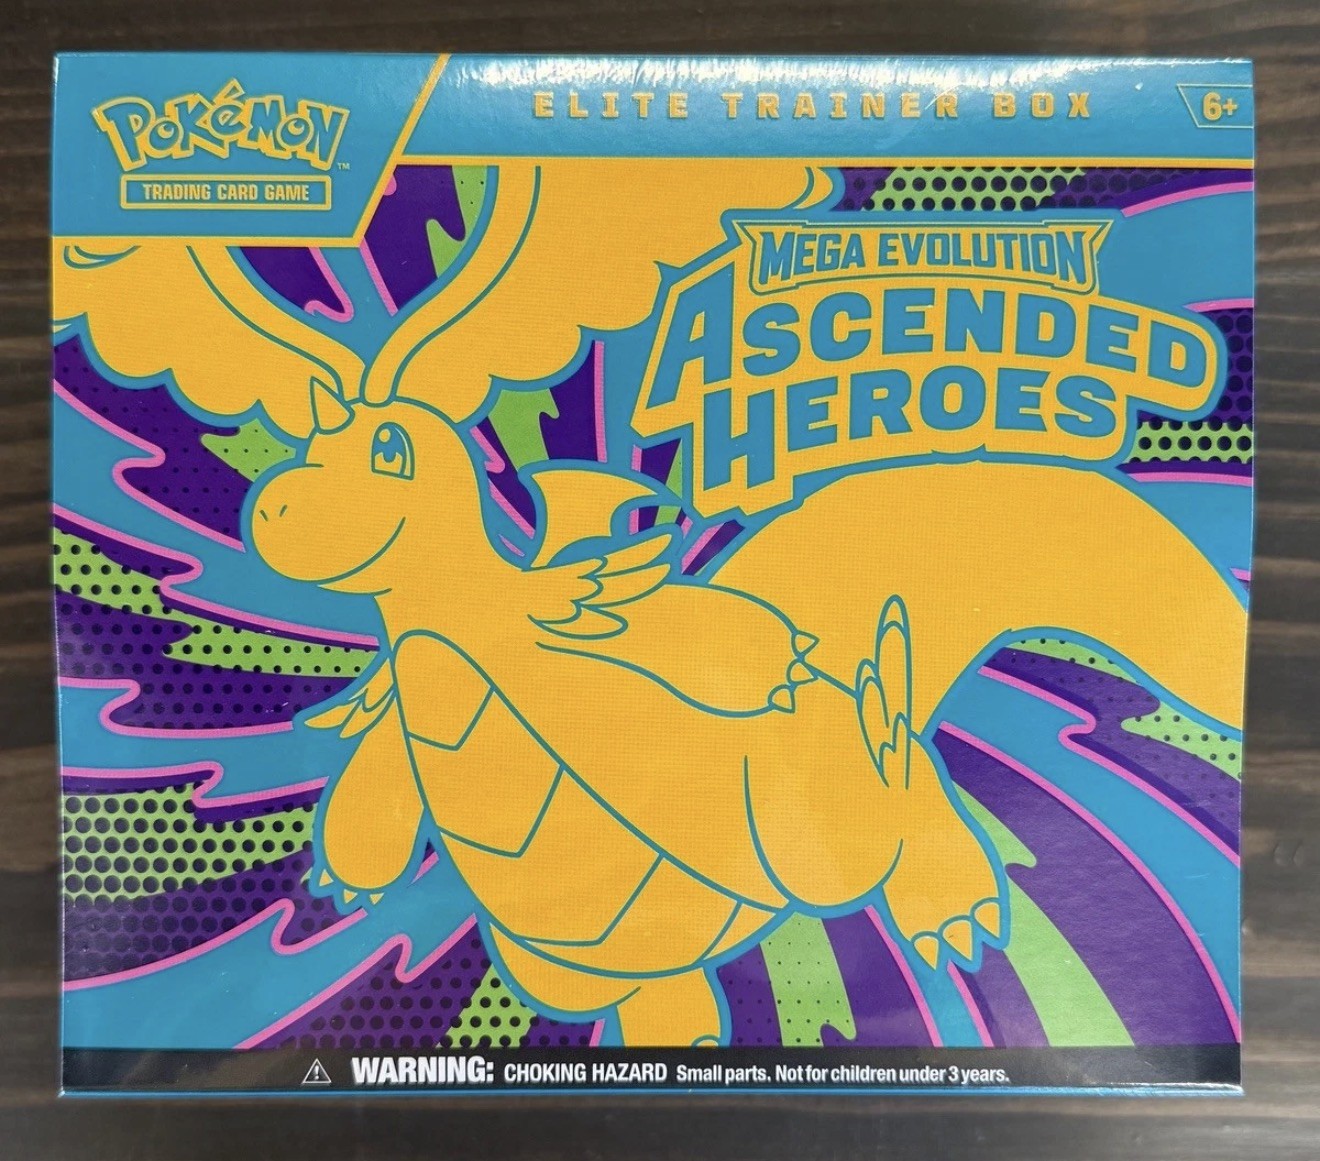 POKéMON
™
TRADING CARD GAME
ELITE TRAINER BOX
6+
MEGA EVOLUTION
ASCENDED
HEROES
WARNING: CHOKING HAZARD Small parts. Not for children under 3 years.